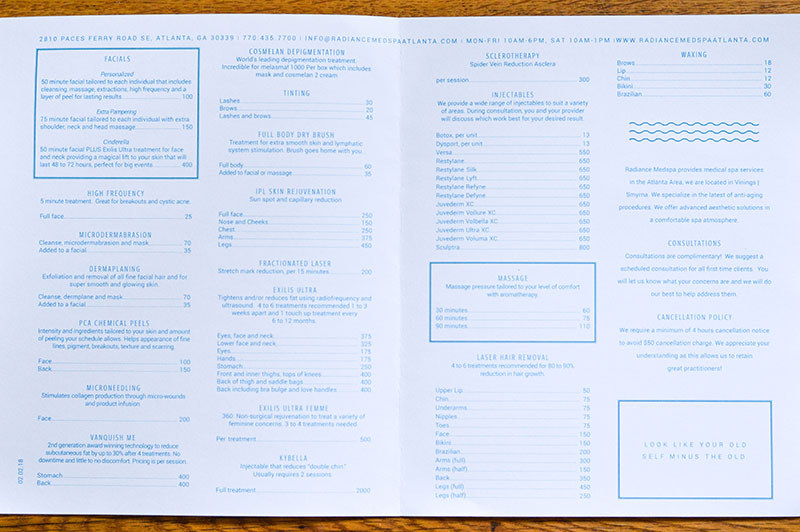 2810 PACES FERRY ROAD SE, ATLANTA, GA 30339 | 770.435.7700 | INFO@RADIANCEMEDSPAATLANTA.COM | MON-FRI 10AM-6PM, SAT 10AM-1PM | WWW.RADIANCEMEDSPAATLANTA.COM
FACIALS
Personalized
50 minute facial tailored to each individual that includes
cleansing, massage, extractions, high frequency and a
layer of peel for lasting results 100
Extra Pampering
75 minute facial tailored to each individual with extra
shoulder, neck and head massage 150
Cinderella
50 minute facial PLUS Exilis Ultra treatment for face
and neck providing a magical lift to your skin that will
last 48 to 72 hours, perfect for big events 400
HIGH FREQUENCY
5 minute treatment. Great for breakouts and cystic acne.
Full face 25
MICRODERMABRASION
Cleanse, microdermabrasion and mask 70
Added to a facial 35
DERMAPLANING
Exfoliation and removal of all fine facial hair and for
super smooth and glowing skin.
Cleanse, dermplane and mask 70
Added to a facial 35
PCA CHEMICAL PEELS
Intensity and ingredients tailored to your skin and amount
of peeling your schedule allows. Helps appearance of fine
lines, pigment, breakouts, texture and scarring.
Face 100
Back 150
MICRONEEDLING
Stimulates collagen production through micro-wounds
and product infusion.
Face 200
VANQUISH ME
2nd generation award winning technology to reduce
subcutaneous fat by up to 30% after 4 treatments. No
downtime and little to no discomfort. Pricing is per session.
Stomach 400
Back 400
02.02.18
COSMELAN DEPIGMENTATION
World's leading depigmentation treatment.
Incredible for melasma! 1000 Per box which includes
mask and cosmelan 2 cream
TINTING
Lashes 30
Brows 20
Lashes and brows 45
FULL BODY DRY BRUSH
Treatment for extra smooth skin and lymphatic
system stimulation. Brush goes home with you.
Full body 60
Added to facial or massage 35
IPL SKIN REJUVENATION
Sun spot and capillary reduction
Full face 250
Nose and Cheeks 150
Chest 250
Arms 375
Legs 450
FRACTIONATED LASER
Stretch mark reduction, per 15 minutes 200
EXILIS ULTRA
Tightens and/or reduces fat using radiofrequency and
ultrasound. 4 to 6 treatments recommended 1 to 3
weeks apart and 1 touch up treatment every
6 to 12 months.
Eyes, face and neck 375
Lower face and neck 325
Eyes 175
Hands 175
Stomach 250
Front and inner thighs, tops of knees 400
Back of thigh and saddle bags 400
Back including bra bulge and love handles 400
EXILIS ULTRA FEMME
360: Non-surgical rejuvenation to treat a variety of
feminine concerns. 3 to 4 treatments needed.
Per treatment 500
KYBELLA
Injectable that reduces "double chin."
Usually requires 2 sessions.
Full treatment 2000
SCLEROTHERAPY
Spider Vein Reduction Asclera
per session 300
INJECTABLES
We provide a wide range of injectables to suit a variety
of areas. During consultation, you and your provider
will discuss which work best for your desired result.
Botox, per unit 13
Dysport, per unit 13
Versa 550
Restylane 650
Restylane Silk 650
Restylane Lyft 650
Restylane Refyne 650
Restylane Defyne 650
Juvederm XC 650
Juvederm Vollure XC 650
Juvederm Volbella XC 650
Juvederm Ultra XC 650
Juvederm Voluma XC 650
Sculptra 800
MASSAGE
Massage pressure tailored to your level of comfort
with aromatherapy.
30 minutes 60
60 minutes 75
90 minutes 110
LASER HAIR REMOVAL
4 to 6 treatments recommended for 80 to 90%
reduction in hair growth.
Upper Lip 50
Chin 75
Underarms 75
Nipples 75
Toes 75
Face 150
Bikini 150
Brazilian 200
Arms (full) 300
Arms (half) 150
Back 350
Legs (full) 450
Legs (half) 250
WAXING
Brows 18
Lip 12
Chin 12
Bikini 30
Brazilian 60
Radiance Medspa provides medical spa services
in the Atlanta Area, we are located in Vinings |
Smyrna. We specialize in the latest of anti-aging
procedures. We offer advanced aesthetic solutions in
a comfortable spa atmosphere.
CONSULTATIONS
Consultations are complimentary! We suggest a
scheduled consultation for all first time clients. You
will let us know what your concerns are and we will do
our best to help address them.
CANCELLATION POLICY
We require a minimum of 4 hours cancellation notice
to avoid $50 cancellation charge. We appreciate your
understanding as this allows us to retain
great practitioners!
LOOK LIKE YOUR OLD
SELF MINUS THE OLD.